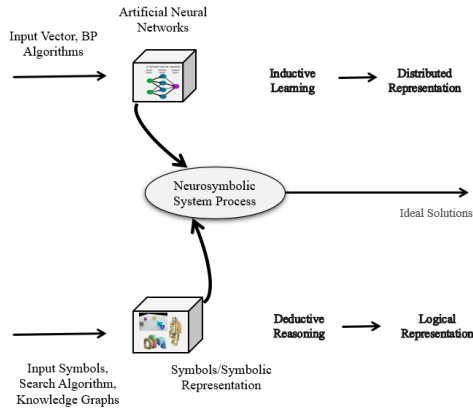 Artificial Neural
Networks
Input Vector, BP
Algorithms
Inductive
Learning
Distributed
Representation
Neurosymbolic
System Process
Ideal Solutions
Deductive
Reasoning
Logical
Representation
Input Symbols,
Search Algorithm,
Knowledge Graphs
Symbols/Symbolic
Representation